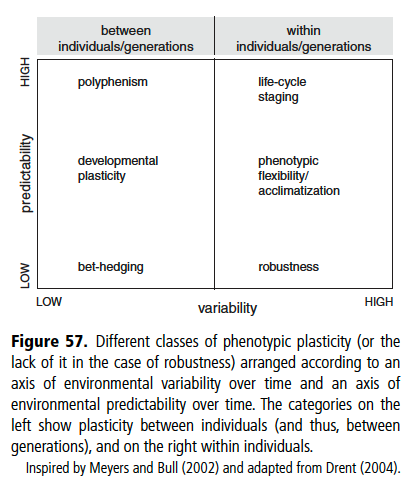 between
individuals/generations
within
individuals/generations
HIGH
predictability
LOW
polyphenism
life-cycle
staging
developmental
plasticity
phenotypic
flexibility/
acclimatization
bet-hedging
robustness
LOW
variability
HIGH
Figure 57. Different classes of phenotypic plasticity (or the
lack of it in the case of robustness) arranged according to an
axis of environmental variability over time and an axis of
environmental predictability over time. The categories on the
left show plasticity between individuals (and thus, between
generations), and on the right within individuals.
Inspired by Meyers and Bull (2002) and adapted from Drent (2004).